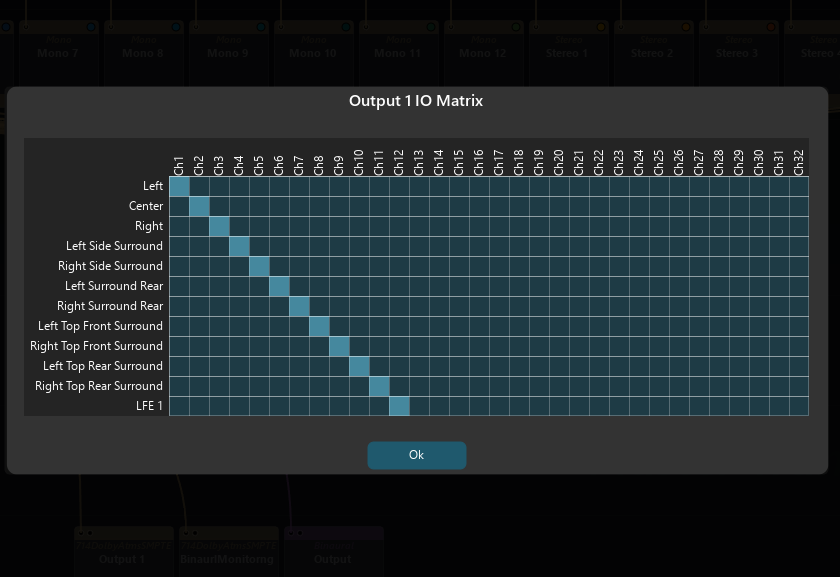 Mono 7 Mono 8 Mono 9 Mono 10 Mono 11 Mono 12 Stereo 1 Stereo 2 Stereo 3 Stereo
Output 1 IO Matrix
Ch1 Ch2 Ch3 Ch4 Ch5 Ch6 Ch7 Ch8 Ch9 Ch10 Ch11 Ch12 Ch13 Ch14 Ch15 Ch16 Ch17 Ch18 Ch19 Ch20 Ch21 Ch22 Ch23 Ch24 Ch25 Ch26 Ch27 Ch28 Ch29 Ch30 Ch31 Ch32
Left
Center
Right
Left Side Surround
Right Side Surround
Left Surround Rear
Right Surround Rear
Left Top Front Surround
Right Top Front Surround
Left Top Rear Surround
Right Top Rear Surround
LFE 1
Ok
Output 1 BinaurlMonitorng Output